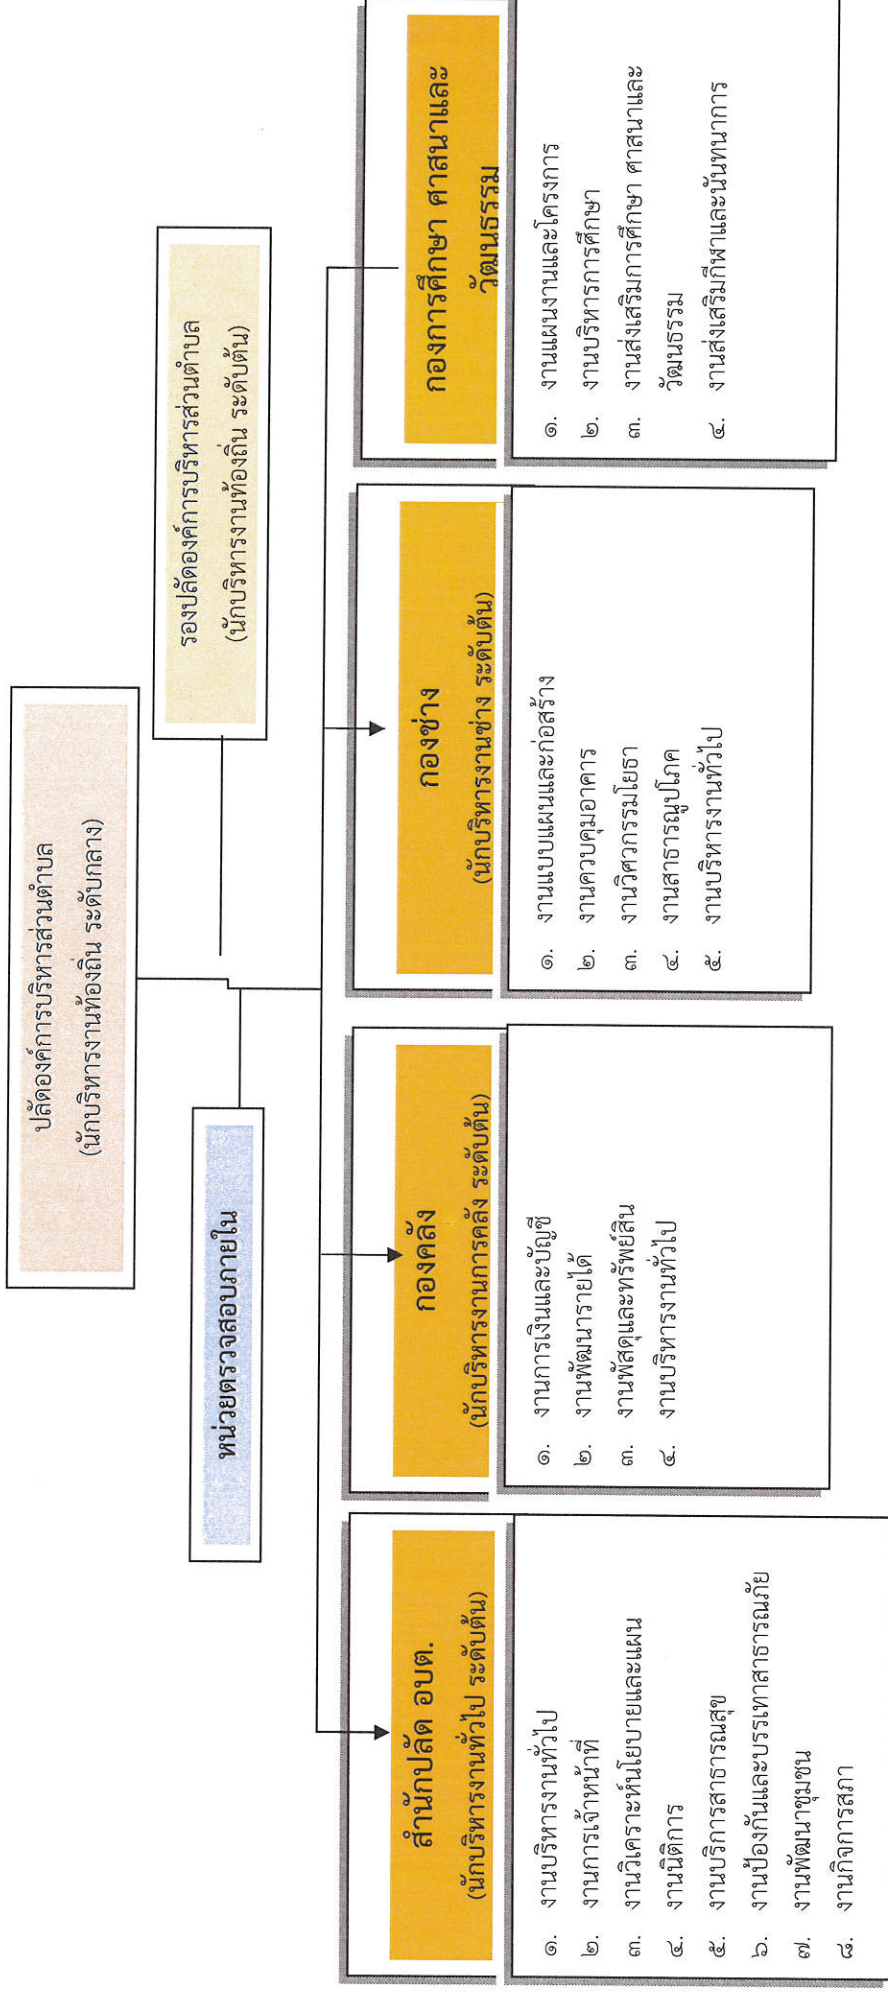 ปลัดองค์การบริหารส่วนตำบล
(นักบริหารงานท้องถิ่น ระดับกลาง)
รองปลัดองค์การบริหารส่วนตำบล
(นักบริหารงานท้องถิ่น ระดับต้น)
หน่วยตรวจสอบภายใน
สำนักปลัด อบต.
(นักบริหารงานทั่วไป ระดับต้น)
๑. งานบริหารงานทั่วไป
๒. งานการเจ้าหน้าที่
๓. งานวิเคราะห์นโยบายและแผน
๔. งานนิติการ
๕. งานบริการสาธารณสุข
๖. งานป้องกันและบรรเทาสาธารณภัย
๗. งานพัฒนาชุมชน
๘. งานกิจการสภา
กองคลัง
(นักบริหารงานการคลัง ระดับต้น)
๑. งานการเงินและบัญชี
๒. งานพัฒนารายได้
๓. งานพัสดุและทรัพย์สิน
๔. งานบริหารงานทั่วไป
กองช่าง
(นักบริหารงานช่าง ระดับต้น)
๑. งานแบบแผนและก่อสร้าง
๒. งานควบคุมอาคาร
๓. งานวิศวกรรมโยธา
๔. งานสาธารณูปโภค
๕. งานบริหารงานทั่วไป
กองการศึกษา ศาสนาและ
วัฒนธรรม
๑. งานแผนงานและโครงการ
๒. งานบริหารการศึกษา
๓. งานส่งเสริมการศึกษา ศาสนาและ
วัฒนธรรม
๔. งานส่งเสริมกีฬาและนันทนาการ